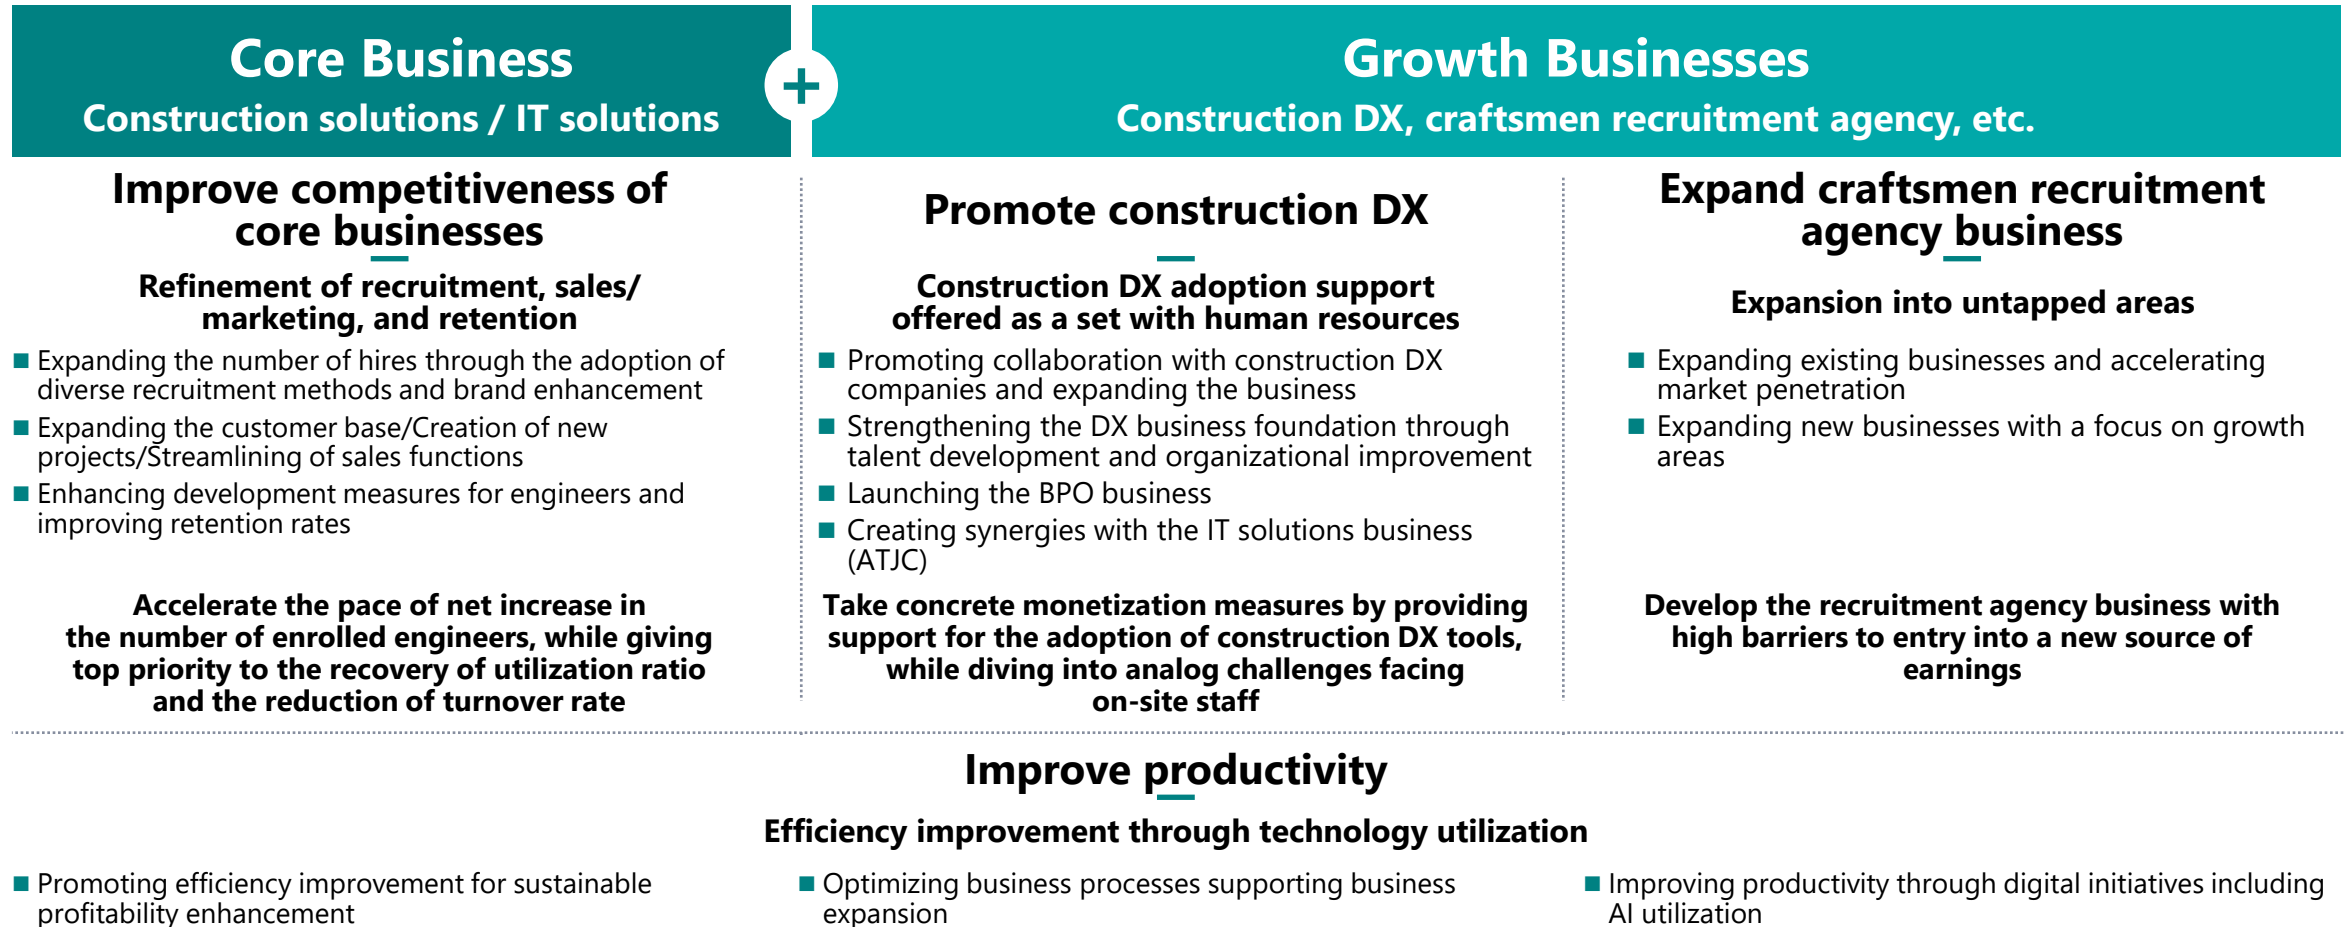 Core Business
Construction solutions / IT solutions
+
Growth Businesses
Construction DX, craftsmen recruitment agency, etc.
Improve competitiveness of
core businesses
Refinement of recruitment, sales/
marketing, and retention
Expanding the number of hires through the adoption of
diverse recruitment methods and brand enhancement
Expanding the customer base/Creation of new
projects/Streamlining of sales functions
Enhancing development measures for engineers and
improving retention rates
Accelerate the pace of net increase in
the number of enrolled engineers, while giving
top priority to the recovery of utilization ratio
and the reduction of turnover rate
Promote construction DX
Construction DX adoption support
offered as a set with human resources
Promoting collaboration with construction DX
companies and expanding the business
Strengthening the DX business foundation through
talent development and organizational improvement
Launching the BPO business
Creating synergies with the IT solutions business
(ATJC)
Take concrete monetization measures by providing
support for the adoption of construction DX tools,
while diving into analog challenges facing
on-site staff
Expand craftsmen recruitment
agency business
Expansion into untapped areas
Expanding existing businesses and accelerating
market penetration
Expanding new businesses with a focus on growth
areas
Develop the recruitment agency business with
high barriers to entry into a new source of
earnings
Improve productivity
Efficiency improvement through technology utilization
Promoting efficiency improvement for sustainable
profitability enhancement
Optimizing business processes supporting business
expansion
Improving productivity through digital initiatives including
AI utilization